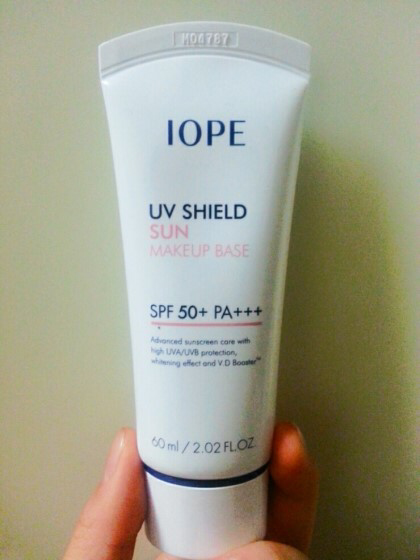 H04787
IOPE
UV SHIELD
SUN
MAKEUP BASE
SPF 50+ PA+++
Advanced sunscreen care with
high UVA/UVB protection,
whitening effect and V.D Booster™
60 ml / 2.02 FL.OZ.